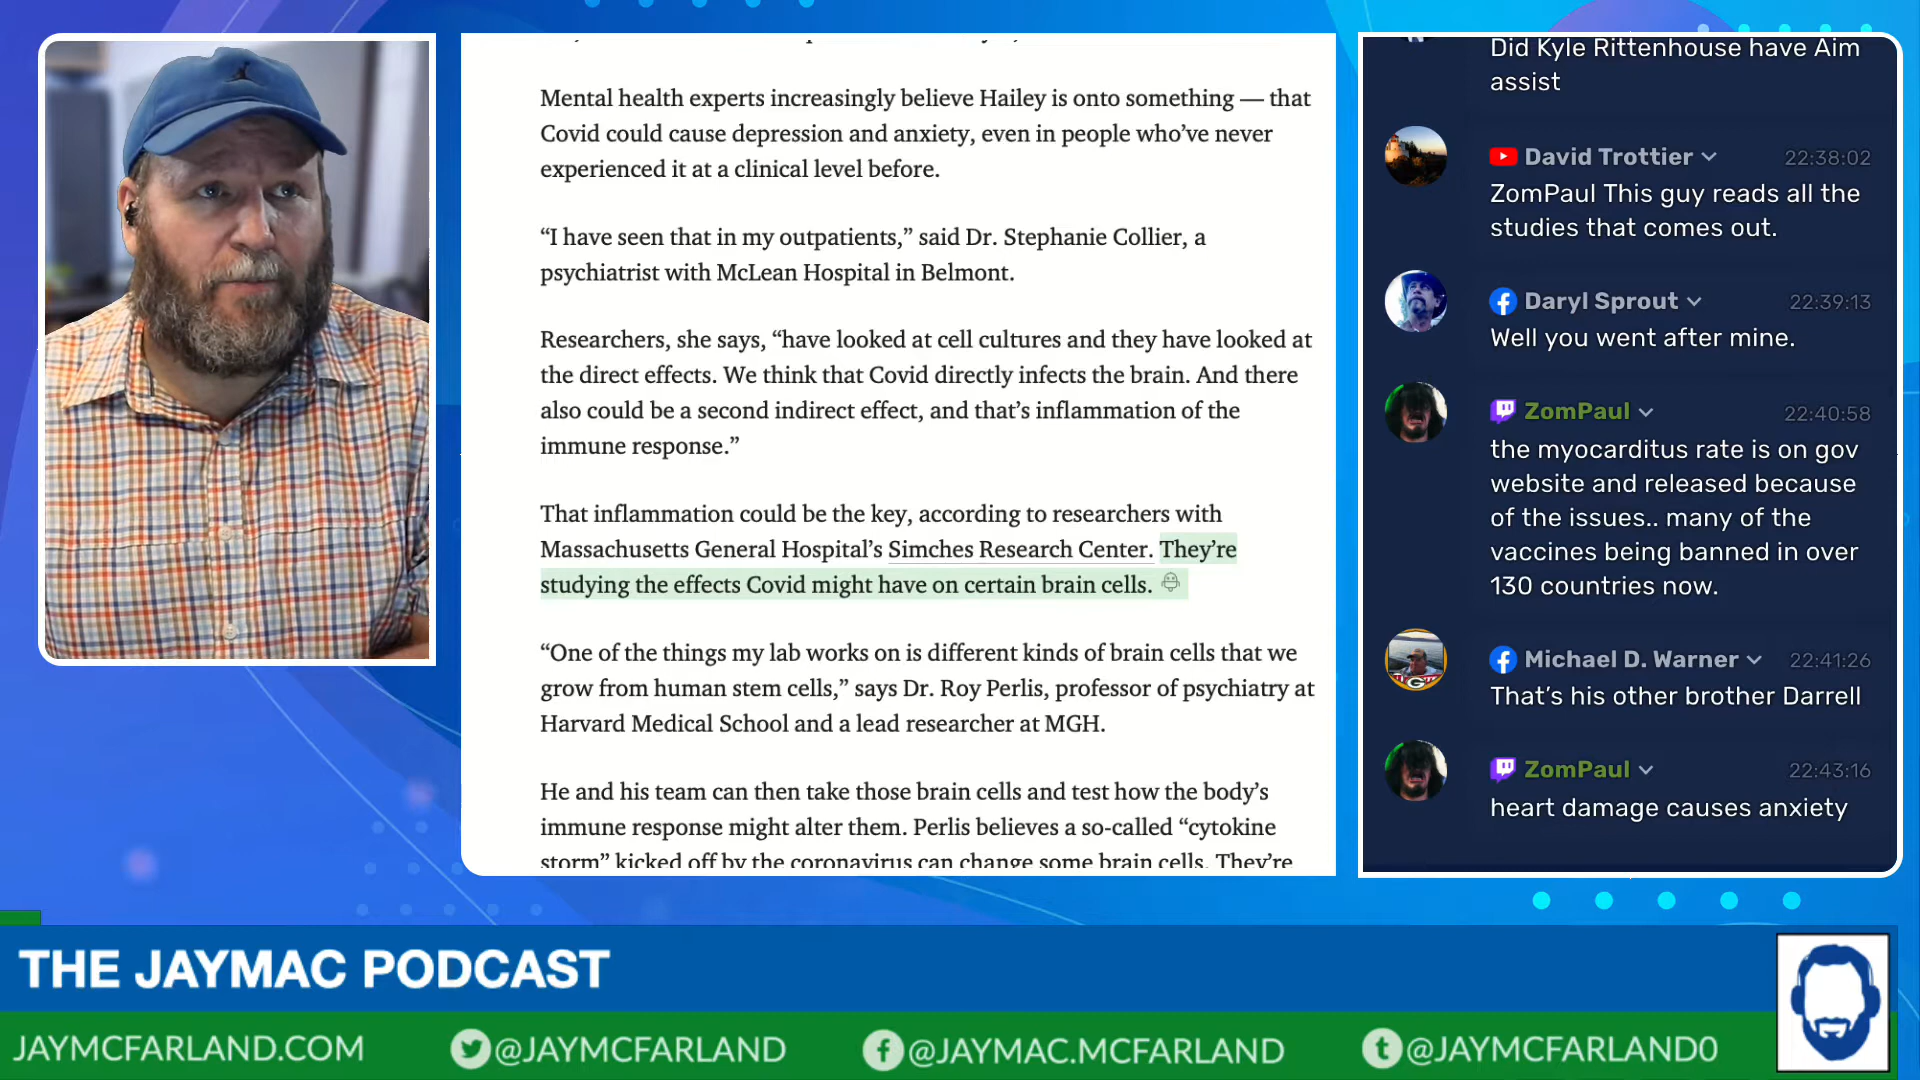 Mental health experts increasingly believe Hailey is onto something — that
Covid could cause depression and anxiety, even in people who’ve never
experienced it at a clinical level before.
“I have seen that in my outpatients,” said Dr. Stephanie Collier, a
psychiatrist with McLean Hospital in Belmont.
Researchers, she says, “have looked at cell cultures and they have looked at
the direct effects. We think that Covid directly infects the brain. And there
also could be a second indirect effect, and that’s inflammation of the
immune response.”
That inflammation could be the key, according to researchers with
Massachusetts General Hospital’s Simches Research Center. They’re
studying the effects Covid might have on certain brain cells.
“One of the things my lab works on is different kinds of brain cells that we
grow from human stem cells,” says Dr. Roy Perlis, professor of psychiatry at
Harvard Medical School and a lead researcher at MGH.
He and his team can then take those brain cells and test how the body’s
immune response might alter them. Perlis believes a so-called “cytokine
storm” kicked off by the coronavirus can change some brain cells. They’re
Did Kyle Rittenhouse have Aim
assist
David Trottier 22:38:02
ZomPaul This guy reads all the
studies that comes out.
Daryl Sprout 22:39:13
Well you went after mine.
ZomPaul 22:40:58
the myocarditus rate is on gov
website and released because
of the issues.. many of the
vaccines being banned in over
130 countries now.
Michael D. Warner 22:41:26
That’s his other brother Darrell
ZomPaul 22:43:16
heart damage causes anxiety
THE JAYMAC PODCAST
JAYMCFARLAND.COM
@JAYMCFARLAND
@JAYMAC.MCFARLAND
@JAYMCFARLAND0